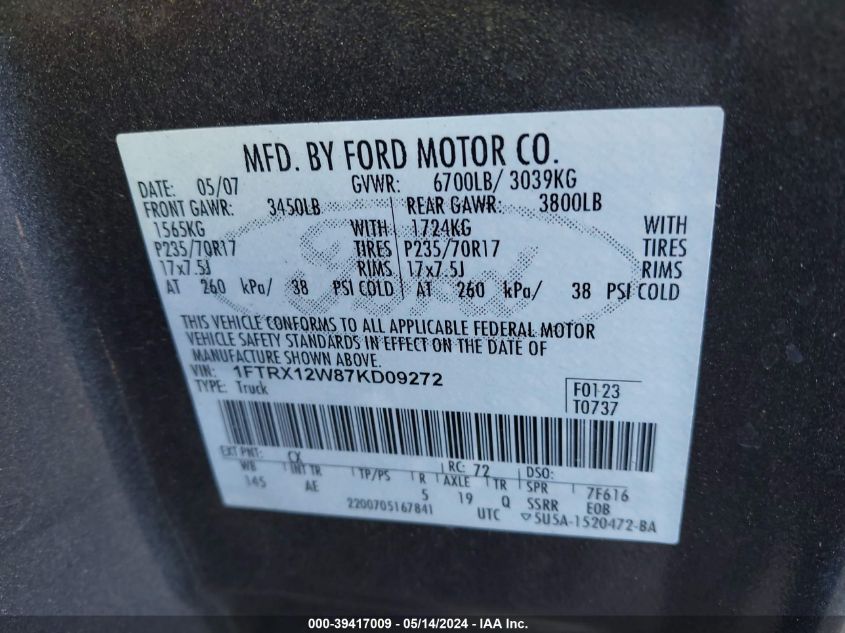 MFD. BY FORD MOTOR CO.
DATE: 05/07 GVWR: 6700LB/ 3039KG
FRONT GAWR: 3450LB REAR GAWR: 3800LB
1565KG WITH 1724KG WITH
P235/70R17 TIRES P235/70R17 TIRES
17x7.5J RIMS 17x7.5J RIMS
AT 260 kPa/ 38 PSI COLD AT 260 kPa/ 38 PSI COLD
Ford
THIS VEHICLE CONFORMS TO ALL APPLICABLE FEDERAL MOTOR
VEHICLE SAFETY STANDARDS IN EFFECT ON THE DATE OF
MANUFACTURE SHOWN ABOVE.
VIN: 1FTRX12W87KD09272
TYPE: Truck
F0123
T0737
EXT PNT: CX RC: 72 DSO:
WB INT TR TP/PS R AXLE TR SPR 7F616
145 AE 5 19 Q SSRR EOB
2200705167841 UTC ▽5U5A-1520472-BA
000-39417009 - 05/14/2024 - IAA Inc.